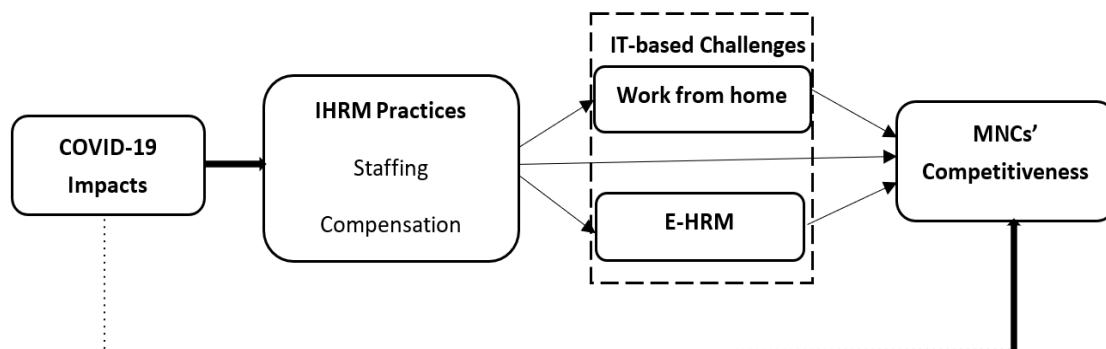 COVID-19
Impacts
IHRM Practices
Staffing
Compensation
IT-based Challenges
Work from home
E-HRM
MNCs’
Competitiveness